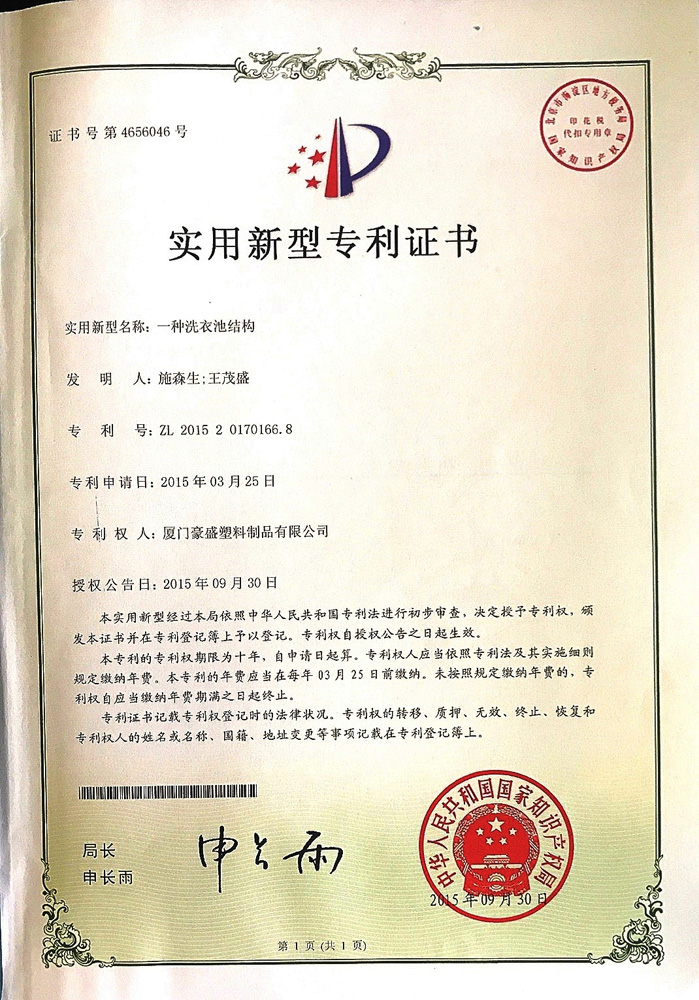 证书号第4656046号
北京市海淀区地方税务局
印花税
代扣专用章
国家知识产权局
实用新型专利证书
实用新型名称：一种洗衣池结构
发明人：施森生;王茂盛
专利号：ZL 2015 2 0170166.8
专利申请日：2015年03月25日
专利权人：厦门豪盛塑料制品有限公司
授权公告日：2015年09月30日
本实用新型经过本局依照中华人民共和国专利法进行初步审查，决定授予专利权，颁
发本证书并在专利登记簿上予以登记。专利权自授权公告之日起生效。
本专利的专利权期限为十年，自申请日起算。专利权人应当依照专利法及其实施细则
规定缴纳年费。本专利的年费应当在每年03月25日前缴纳。未按照规定缴纳年费的，专
利权自应当缴纳年费期满之日起终止。
专利证书记载专利权登记时的法律状况。专利权的转移、质押、无效、终止、恢复和
专利权人的姓名或名称、国籍、地址变更等事项记载在专利登记簿上。
局长
申长雨
申长雨
中华人民共和国国家知识产权局
2015年09月30日
第1页(共1页)